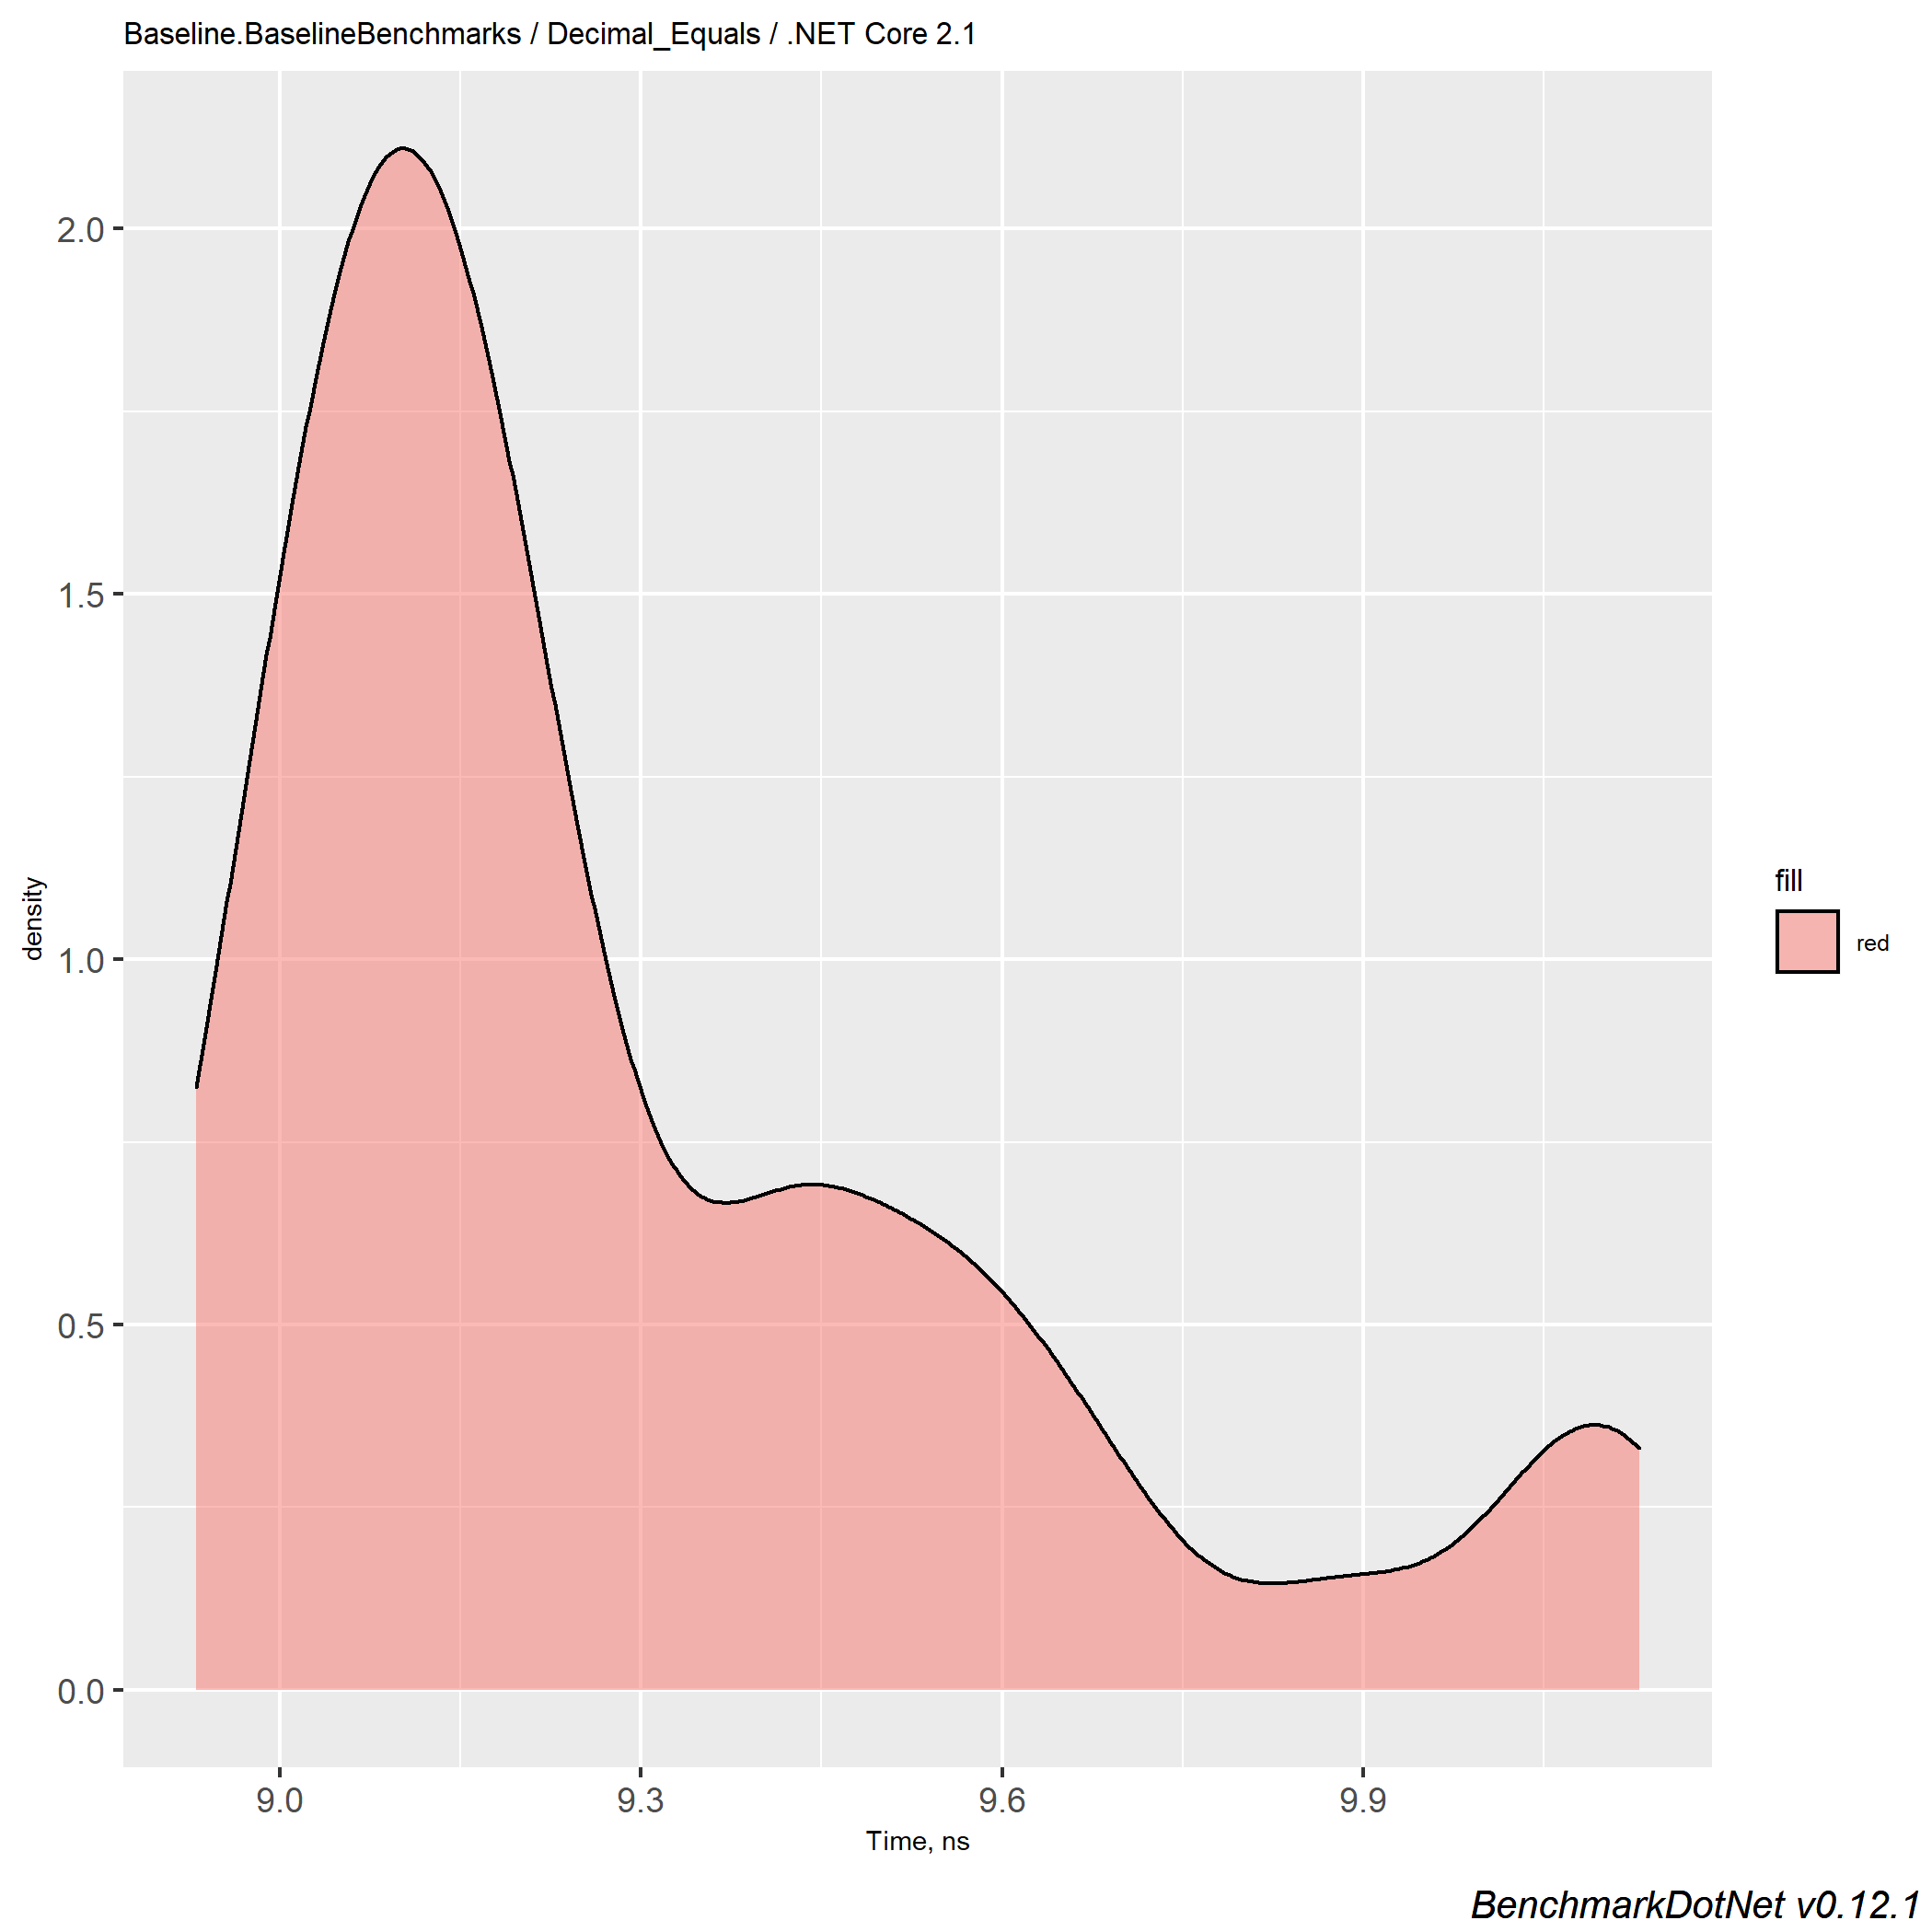 Baseline.BaselineBenchmarks / Decimal_Equals / .NET Core 2.1
2.0
1.5
1.0
0.5
0.0
density
9.0 9.3 9.6 9.9
Time, ns
fill
red
BenchmarkDotNet v0.12.1